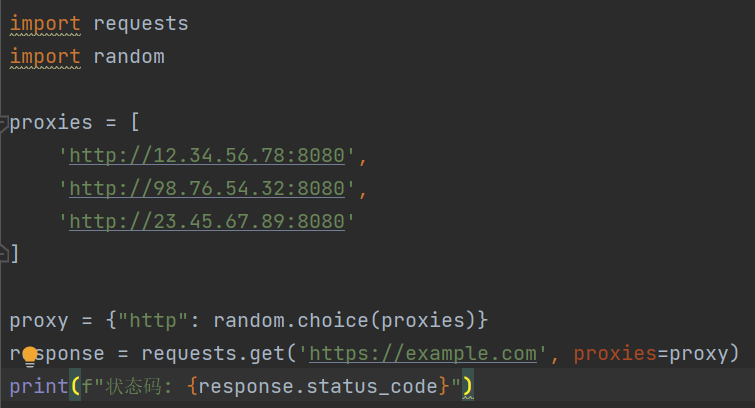 import requests
import random
proxies = [
'http://12.34.56.78:8080',
'http://98.76.54.32:8080',
'http://23.45.67.89:8080'
]
proxy = {"http": random.choice(proxies)}
response = requests.get('https://example.com', proxies=proxy)
print(f"状态码: {response.status_code}")